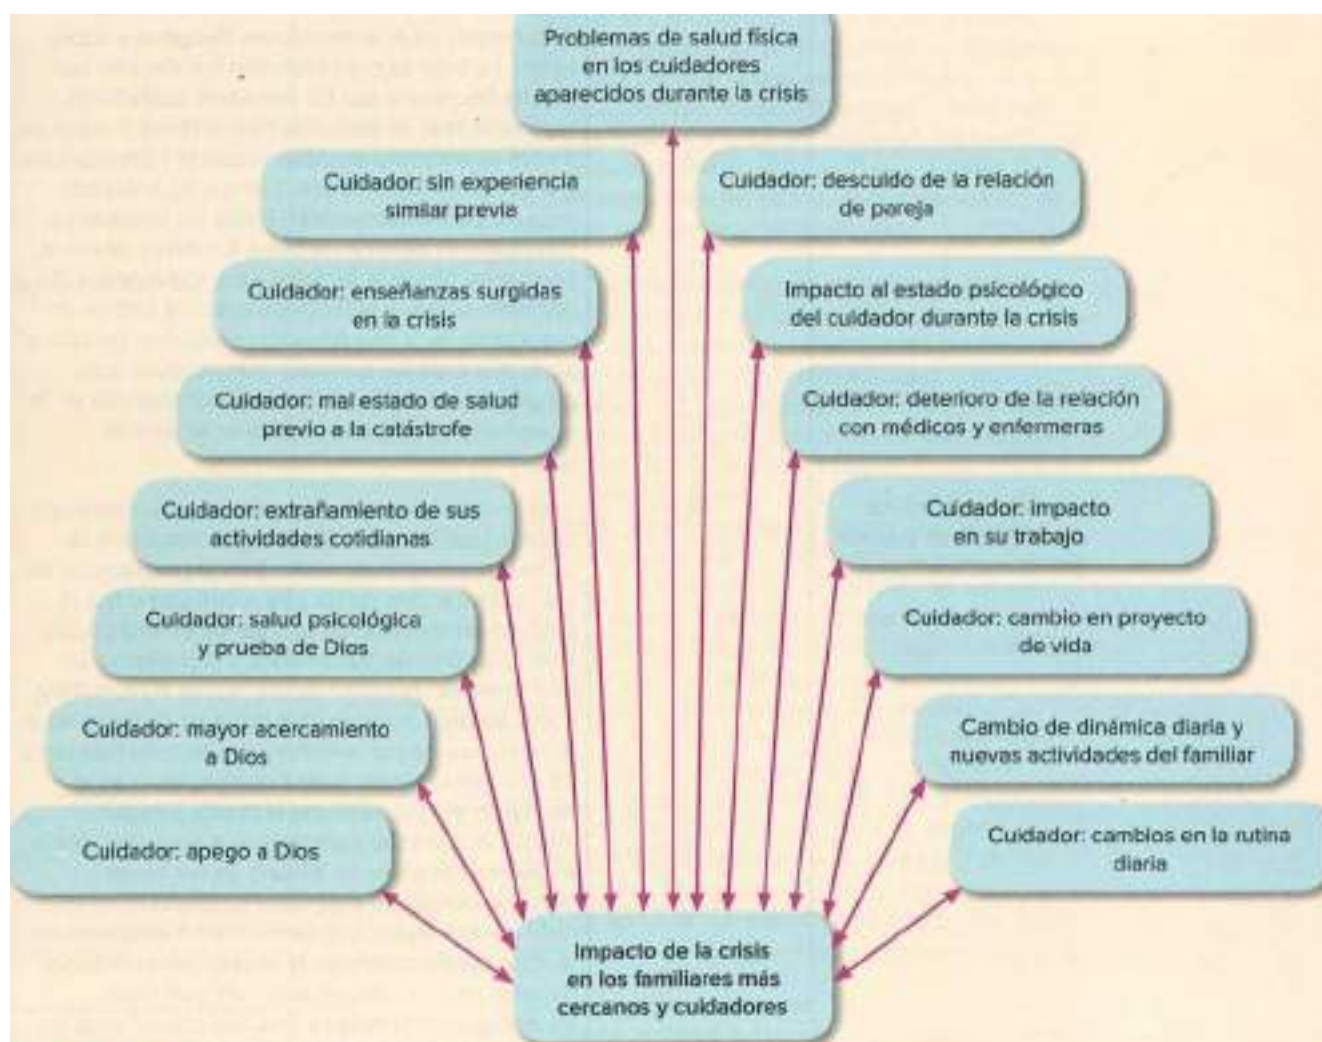 Problemas de salud física
en los cuidadores
aparecidos durante la crisis
Cuidador: sin experiencia
similar previa
Cuidador: descuido de la relación
de pareja
Cuidador: enseñanzas surgidas
en la crisis
Impacto al estado psicológico
del cuidador durante la crisis
Cuidador: mal estado de salud
previo a la catástrofe
Cuidador: deterioro de la relación
con médicos y enfermeras
Cuidador: extrañamiento de sus
actividades cotidianas
Cuidador: impacto
en su trabajo
Cuidador: salud psicológica
y prueba de Dios
Cuidador: cambio en proyecto
de vida
Cuidador: mayor acercamiento
a Dios
Cambio de dinámica diaria y
nuevas actividades del familiar
Cuidador: apego a Dios
Cuidador: cambios en la rutina
diaria
Impacto de la crisis
en los familiares más
cercanos y cuidadores